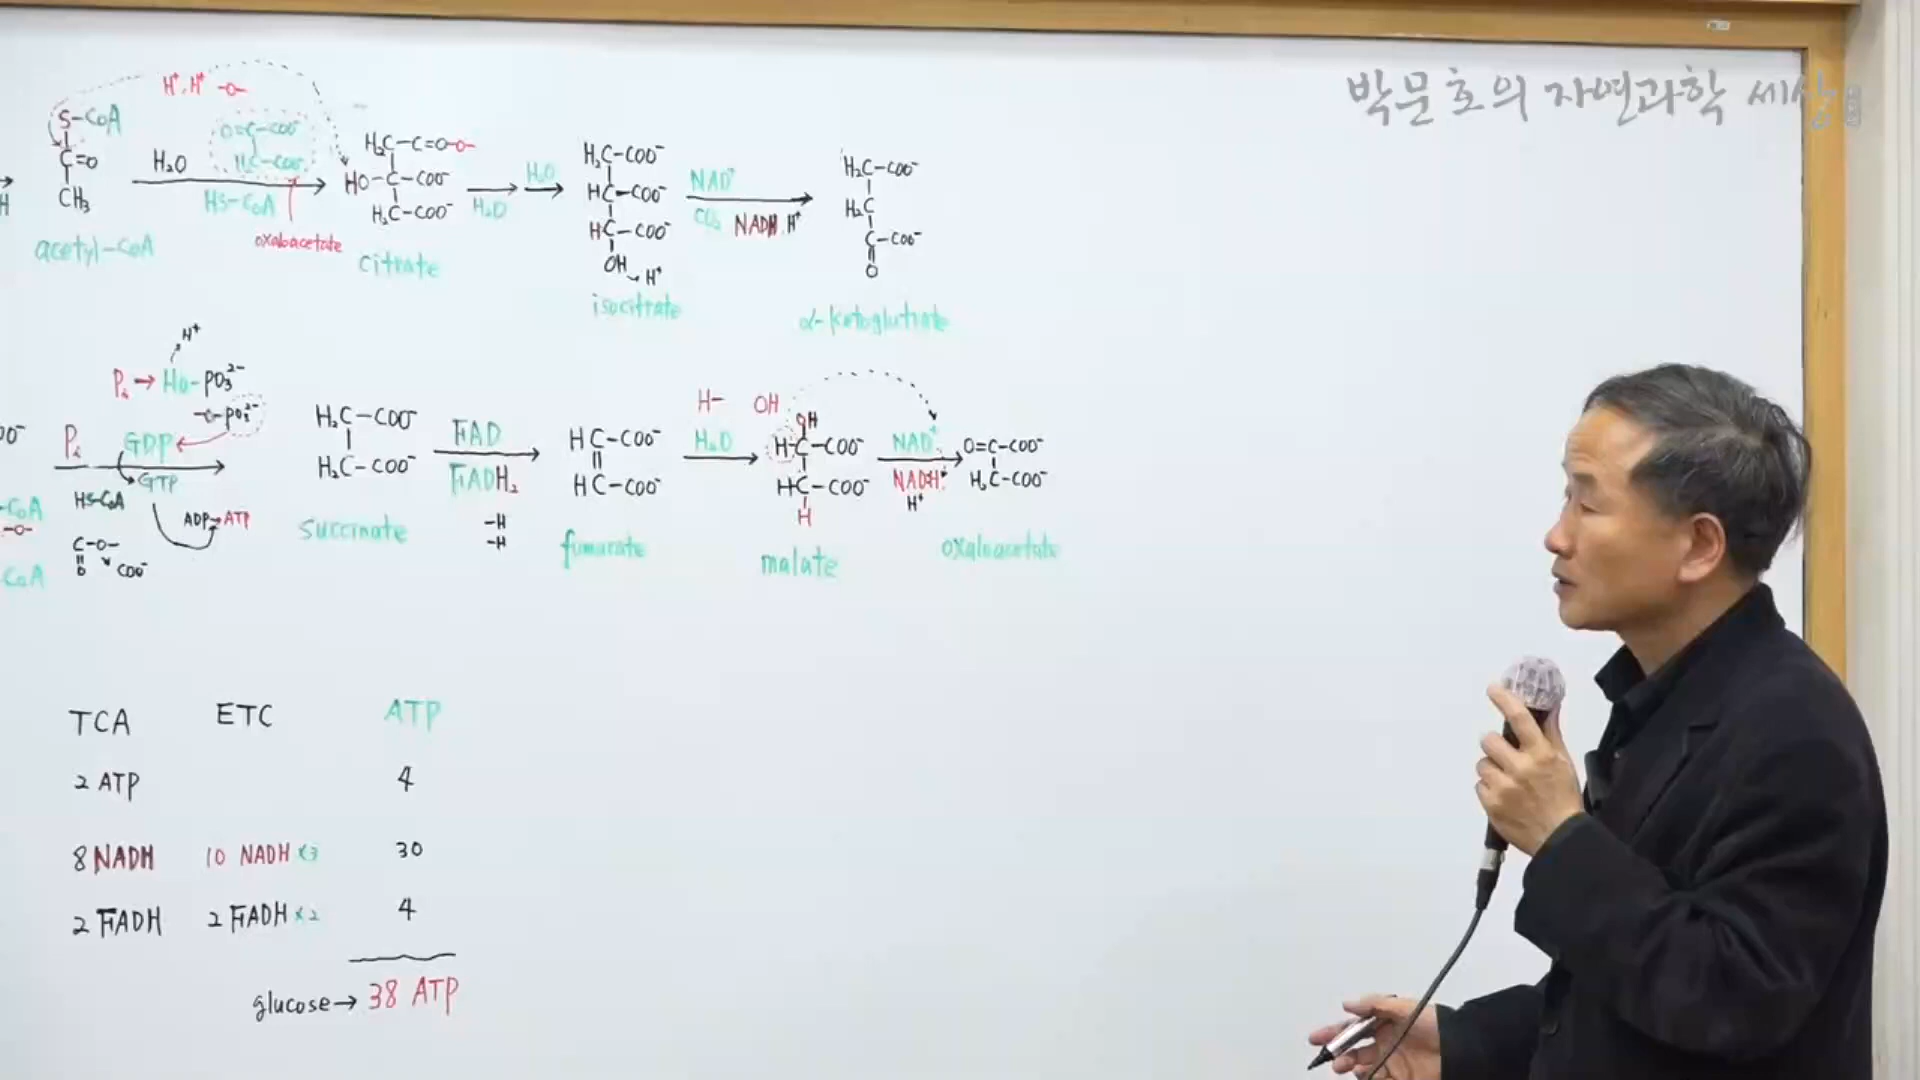 박문호의 자연과학 세상
H⁺, H⁺ -O-
S-CoA
C=O
CH₃
acetyl-CoA
H₂O
O=C-COO⁻
H₂C-COO⁻
HS-CoA
oxaloacetate
H₂C-C=O-O-
HO-C-COO⁻
H₂C-COO⁻
citrate
H₂O
H₂O
H₂C-COO⁻
HC-COO⁻
HC-COO⁻
OH → H⁺
isocitrate
NAD⁺
CO₂ NADH. H⁺
H₂C-COO⁻
H₂C
C-COO⁻
O
α-ketoglutrate
H⁺
Pi → HO-PO₃²⁻
-O-PO₃²⁻
Pi GDP
GTP
HS-CoA
ADP→ATP
C-O-
O COO⁻
-CoA
-O-
CoA
H₂C-COO⁻
H₂C-COO⁻
succinate
FAD
FADH₂
-H
-H
HC-COO⁻
HC-COO⁻
fumarate
H- OH
H₂O
OH
H-C-COO⁻
HC-COO⁻
H
malate
NAD⁺
NADH
H⁺
O=C-COO⁻
H₂C-COO⁻
oxaloacetate
TCA ETC ATP
2 ATP 4
8 NADH 10 NADH ×3 30
2 FADH 2 FADH ×2 4
glucose → 38 ATP